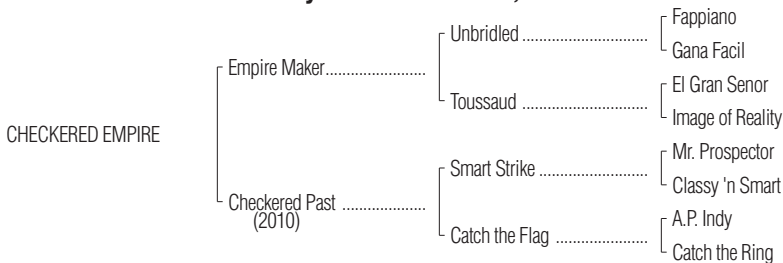 Fappiano
Unbridled ..................................
Gana Facil
Empire Maker..........................
El Gran Senor
Toussaud ..................................
Image of Reality
CHECKERED EMPIRE
Mr. Prospector
Smart Strike .............................
Classy 'n Smart
Checkered Past ......................
(2010)
A.P. Indy
Catch the Flag ........................
Catch the Ring